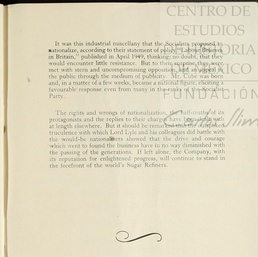 CENTRO DE
ESTUDIOS
It was this industrial miscellany that the Socialists proposed to
nationalize, according to their statement of policy "Labour Believes
in Britain," published in April 1949, thinking, no doubt, that they
would encounter little resistance. But to their surprise, they were
met with stern and uncompromising opposition, and an appeal to
the public through the medium of publicity. Mr. Cube was born
and, in a matter of a few weeks, became a national figure, exciting a
favourable response even from many in the ranks of the Socialist
Party.
FUNDACIÓN
The rights and wrongs of nationalization, the half-truths of its
protagonists and the replies to their charges have been dealt with
at length elsewhere. But it should be remarked that the
truculence with which Lord Lyle and his colleagues did battle with
the would-be nationalizers showed that the drive and courage
which went to found the business have in no way diminished with
the passing of the generations. If left alone, the Company, with
its reputation for enlightened progress, will continue to stand in
the forefront of the world's Sugar Refiners.